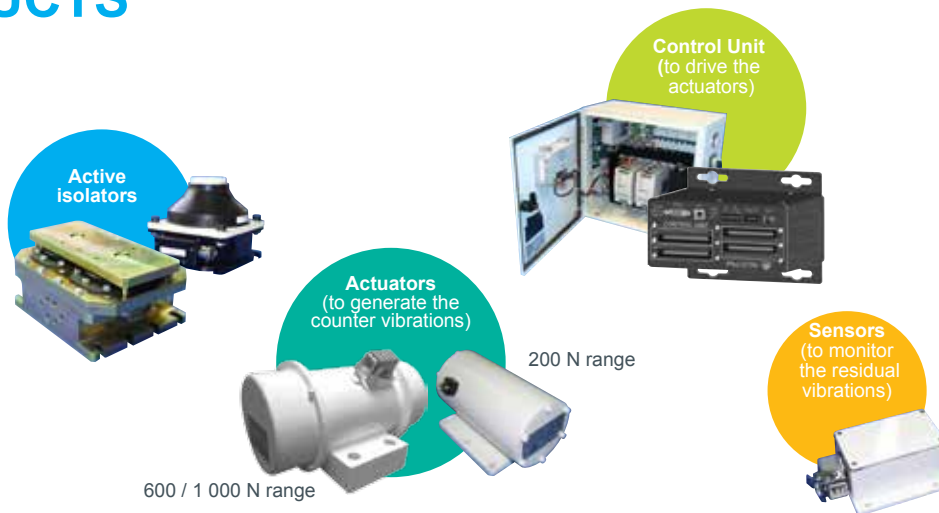 Control Unit
(to drive the
actuators)
Active
isolators
Actuators
(to generate the
counter vibrations)
200 N range
Sensors
(to monitor
the residual
vibrations)
600 / 1 000 N range